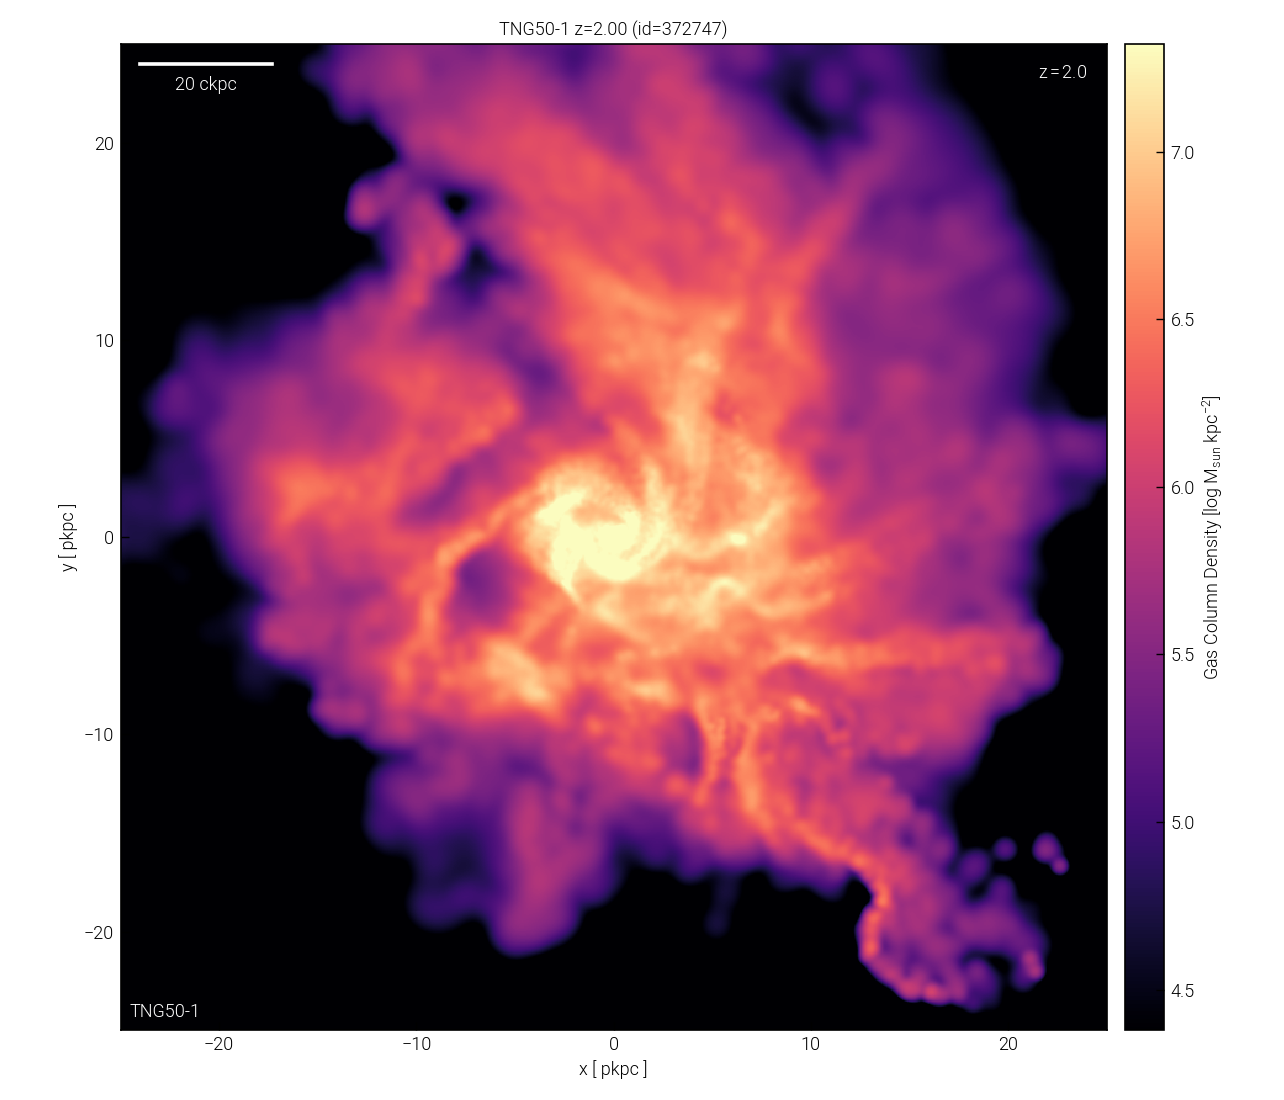 TNG50-1 z=2.00 (id=372747)
20 ckpc
z=2.0
TNG50-1
20
10
0
−10
−20
y [ pkpc ]
−20
−10
0
10
20
x [ pkpc ]
7.0
6.5
6.0
5.5
5.0
4.5
Gas Column Density [log M_sun kpc^−2]